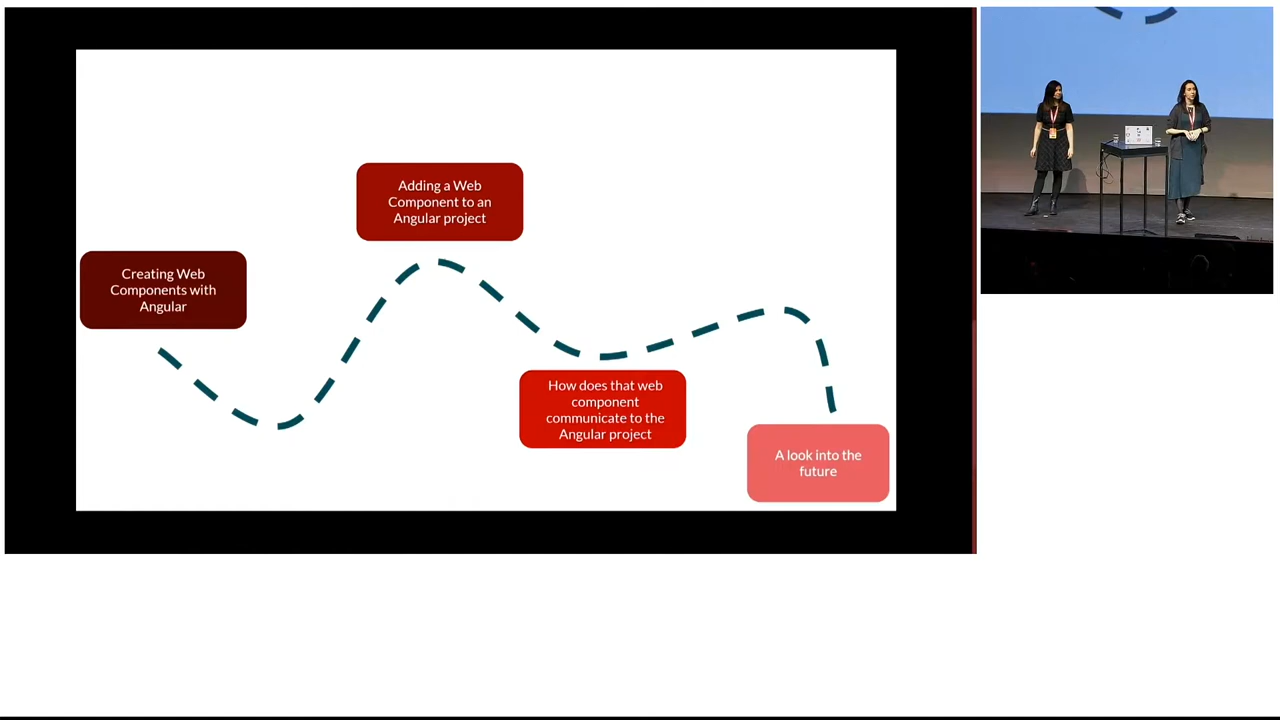 Creating Web
Components with
Angular
Adding a Web
Component to an
Angular project
How does that web
component
communicate to the
Angular project
A look into the
future